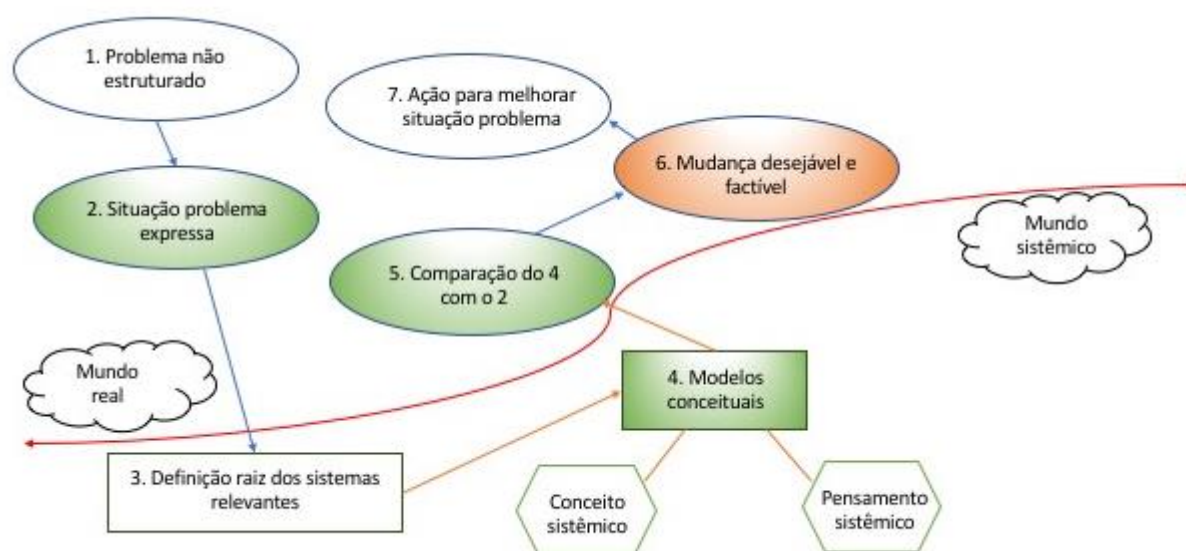 1. Problema não
estruturado
2. Situação problema
expressa
3. Definição raiz dos sistemas
relevantes
4. Modelos
conceituais
5. Comparação do 4
com o 2
6. Mudança desejável e
factível
7. Ação para melhorar
situação problema
Mundo
real
Mundo
sistêmico
Conceito
sistêmico
Pensamento
sistêmico